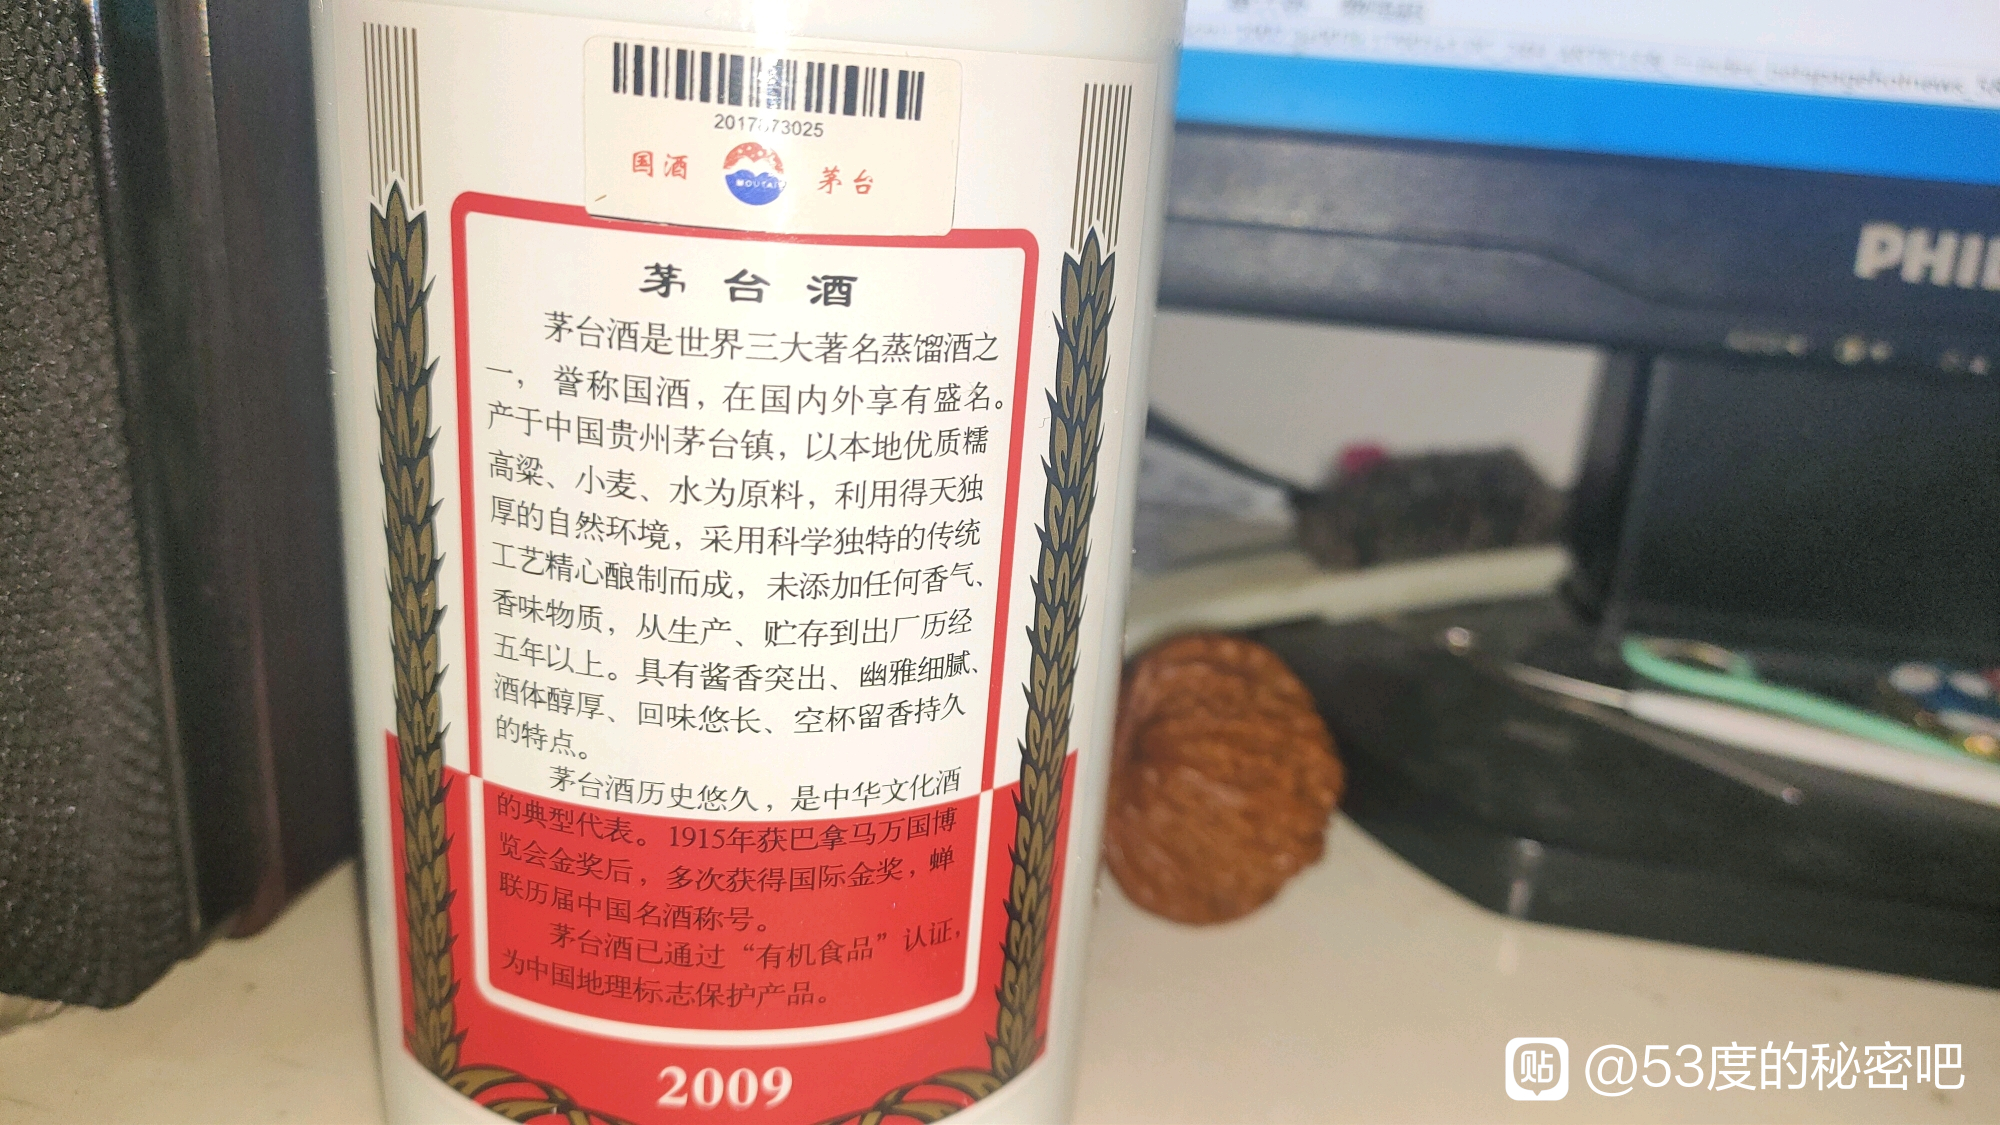 国酒
MOUTAI
茅台
茅台酒
茅台酒是世界三大著名蒸馏酒之
一，誉称国酒，在国内外享有盛名。
产于中国贵州茅台镇，以本地优质糯
高粱、小麦、水为原料，利用得天独
厚的自然环境，采用科学独特的传统
工艺精心酿制而成，未添加任何香气、
香味物质，从生产、贮存到出厂历经
五年以上。具有酱香突出、幽雅细腻、
酒体醇厚、回味悠长、空杯留香持久
的特点。
茅台酒历史悠久，是中华文化酒
的典型代表。1915年获巴拿马万国博
览会金奖后，多次获得国际金奖，蝉
联历届中国名酒称号。
茅台酒已通过“有机食品”认证，
为中国地理标志保护产品。
2009
贴 @53度的秘密吧